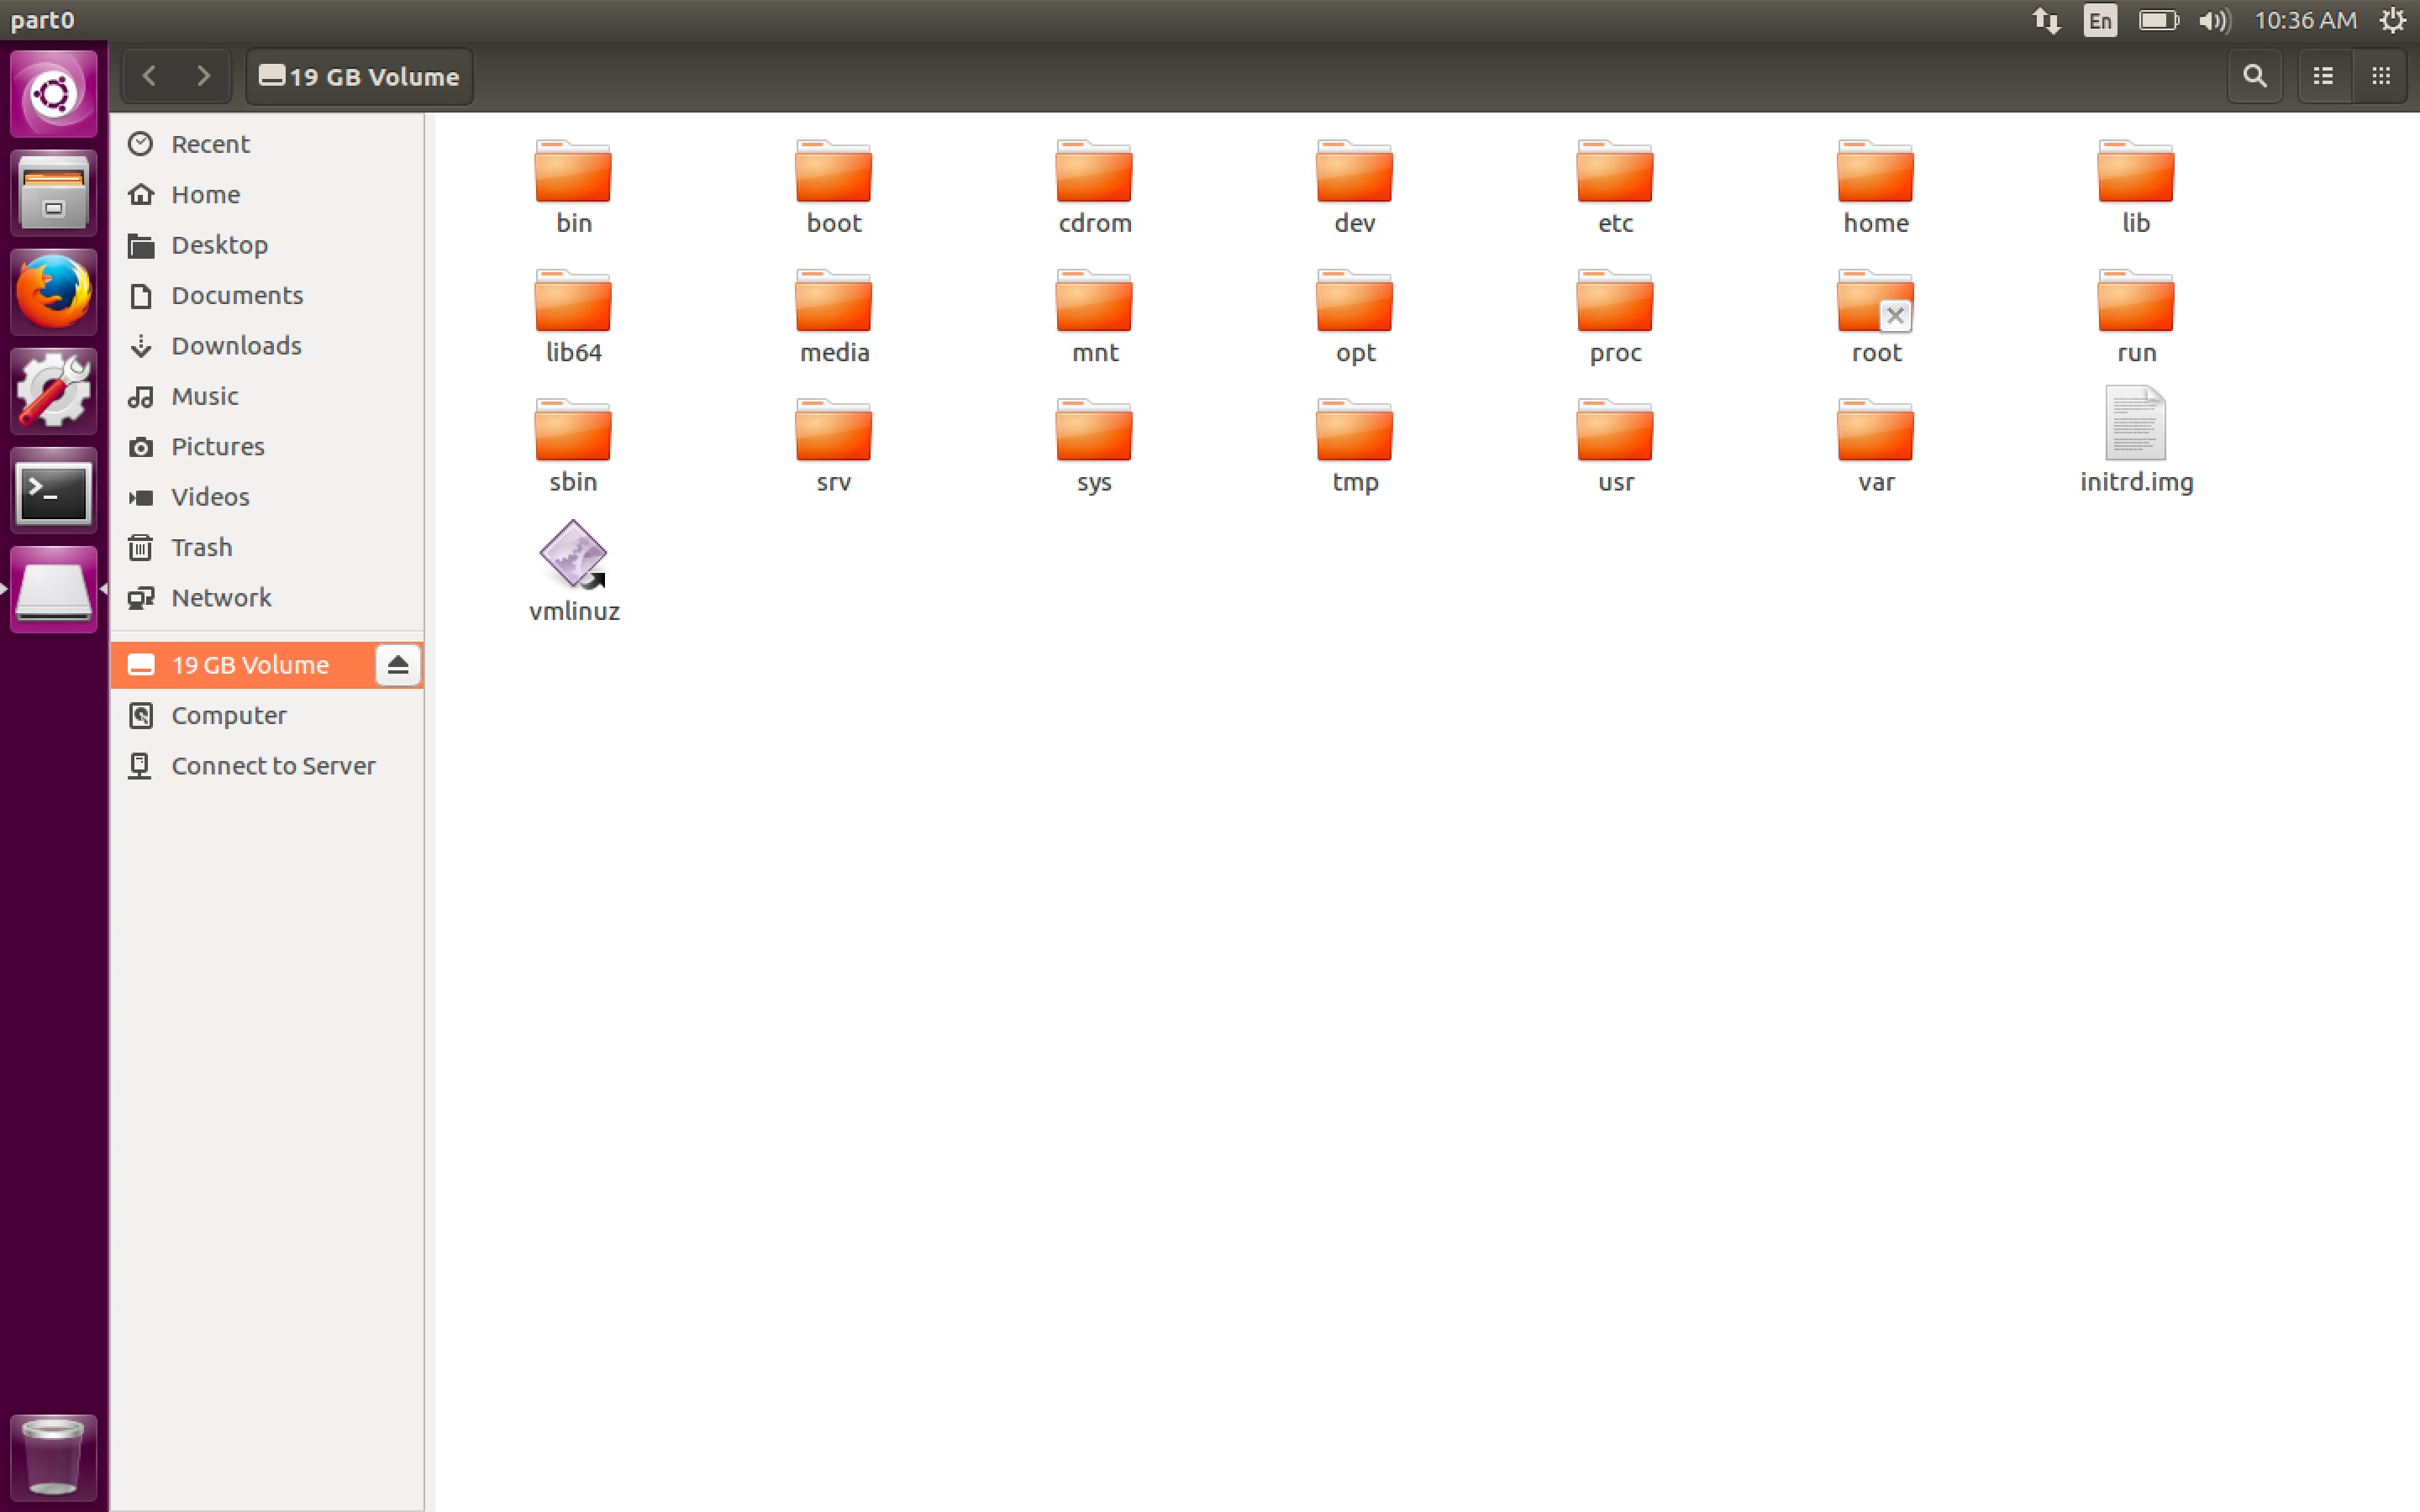 part0
En
10:36 AM
19 GB Volume
Recent
Home
Desktop
Documents
Downloads
Music
Pictures
Videos
Trash
Network
19 GB Volume
Computer
Connect to Server
bin boot cdrom dev etc home lib
lib64 media mnt opt proc root run
sbin srv sys tmp usr var initrd.img
vmlinuz